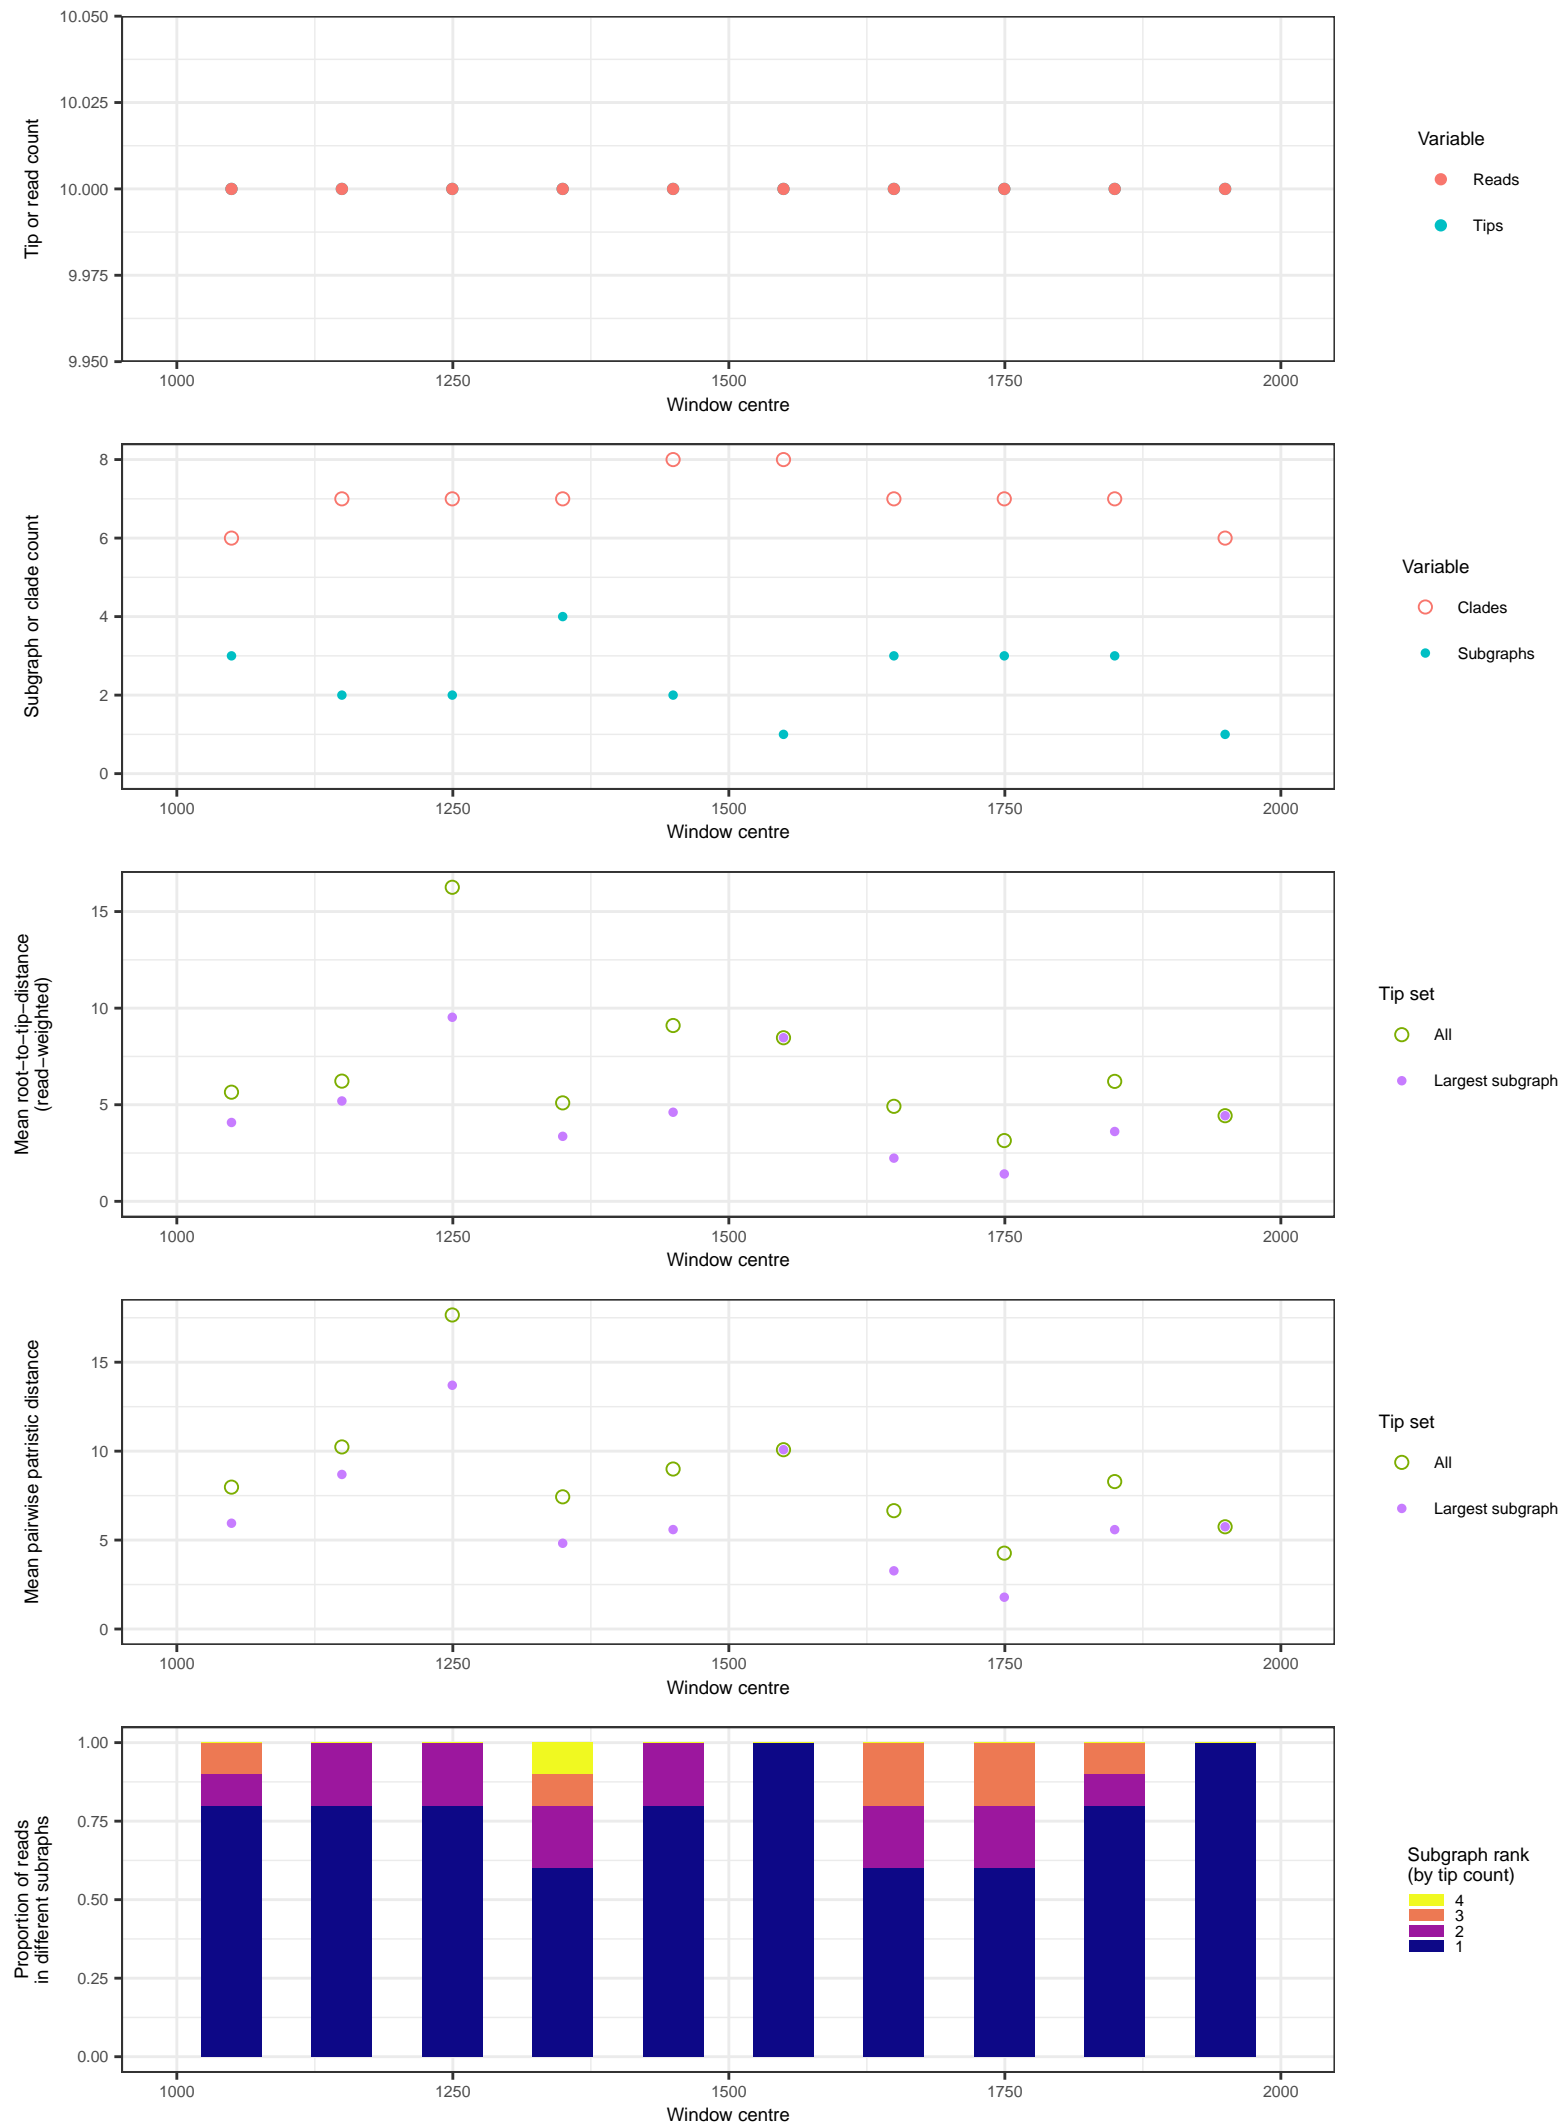 Tip or read count
10.050
10.025
10.000
9.975
9.950
1000 1250 1500 1750 2000
Window centre
Variable
Reads
Tips
Subgraph or clade count
8
6
4
2
0
1000 1250 1500 1750 2000
Window centre
Variable
Clades
Subgraphs
Mean root−to−tip−distance
(read−weighted)
15
10
5
0
1000 1250 1500 1750 2000
Window centre
Tip set
All
Largest subgraph
Mean pairwise patristic distance
15
10
5
0
1000 1250 1500 1750 2000
Window centre
Tip set
All
Largest subgraph
Proportion of reads
in different subraphs
1.00
0.75
0.50
0.25
0.00
1000 1250 1500 1750 2000
Window centre
Subgraph rank
(by tip count)
4
3
2
1